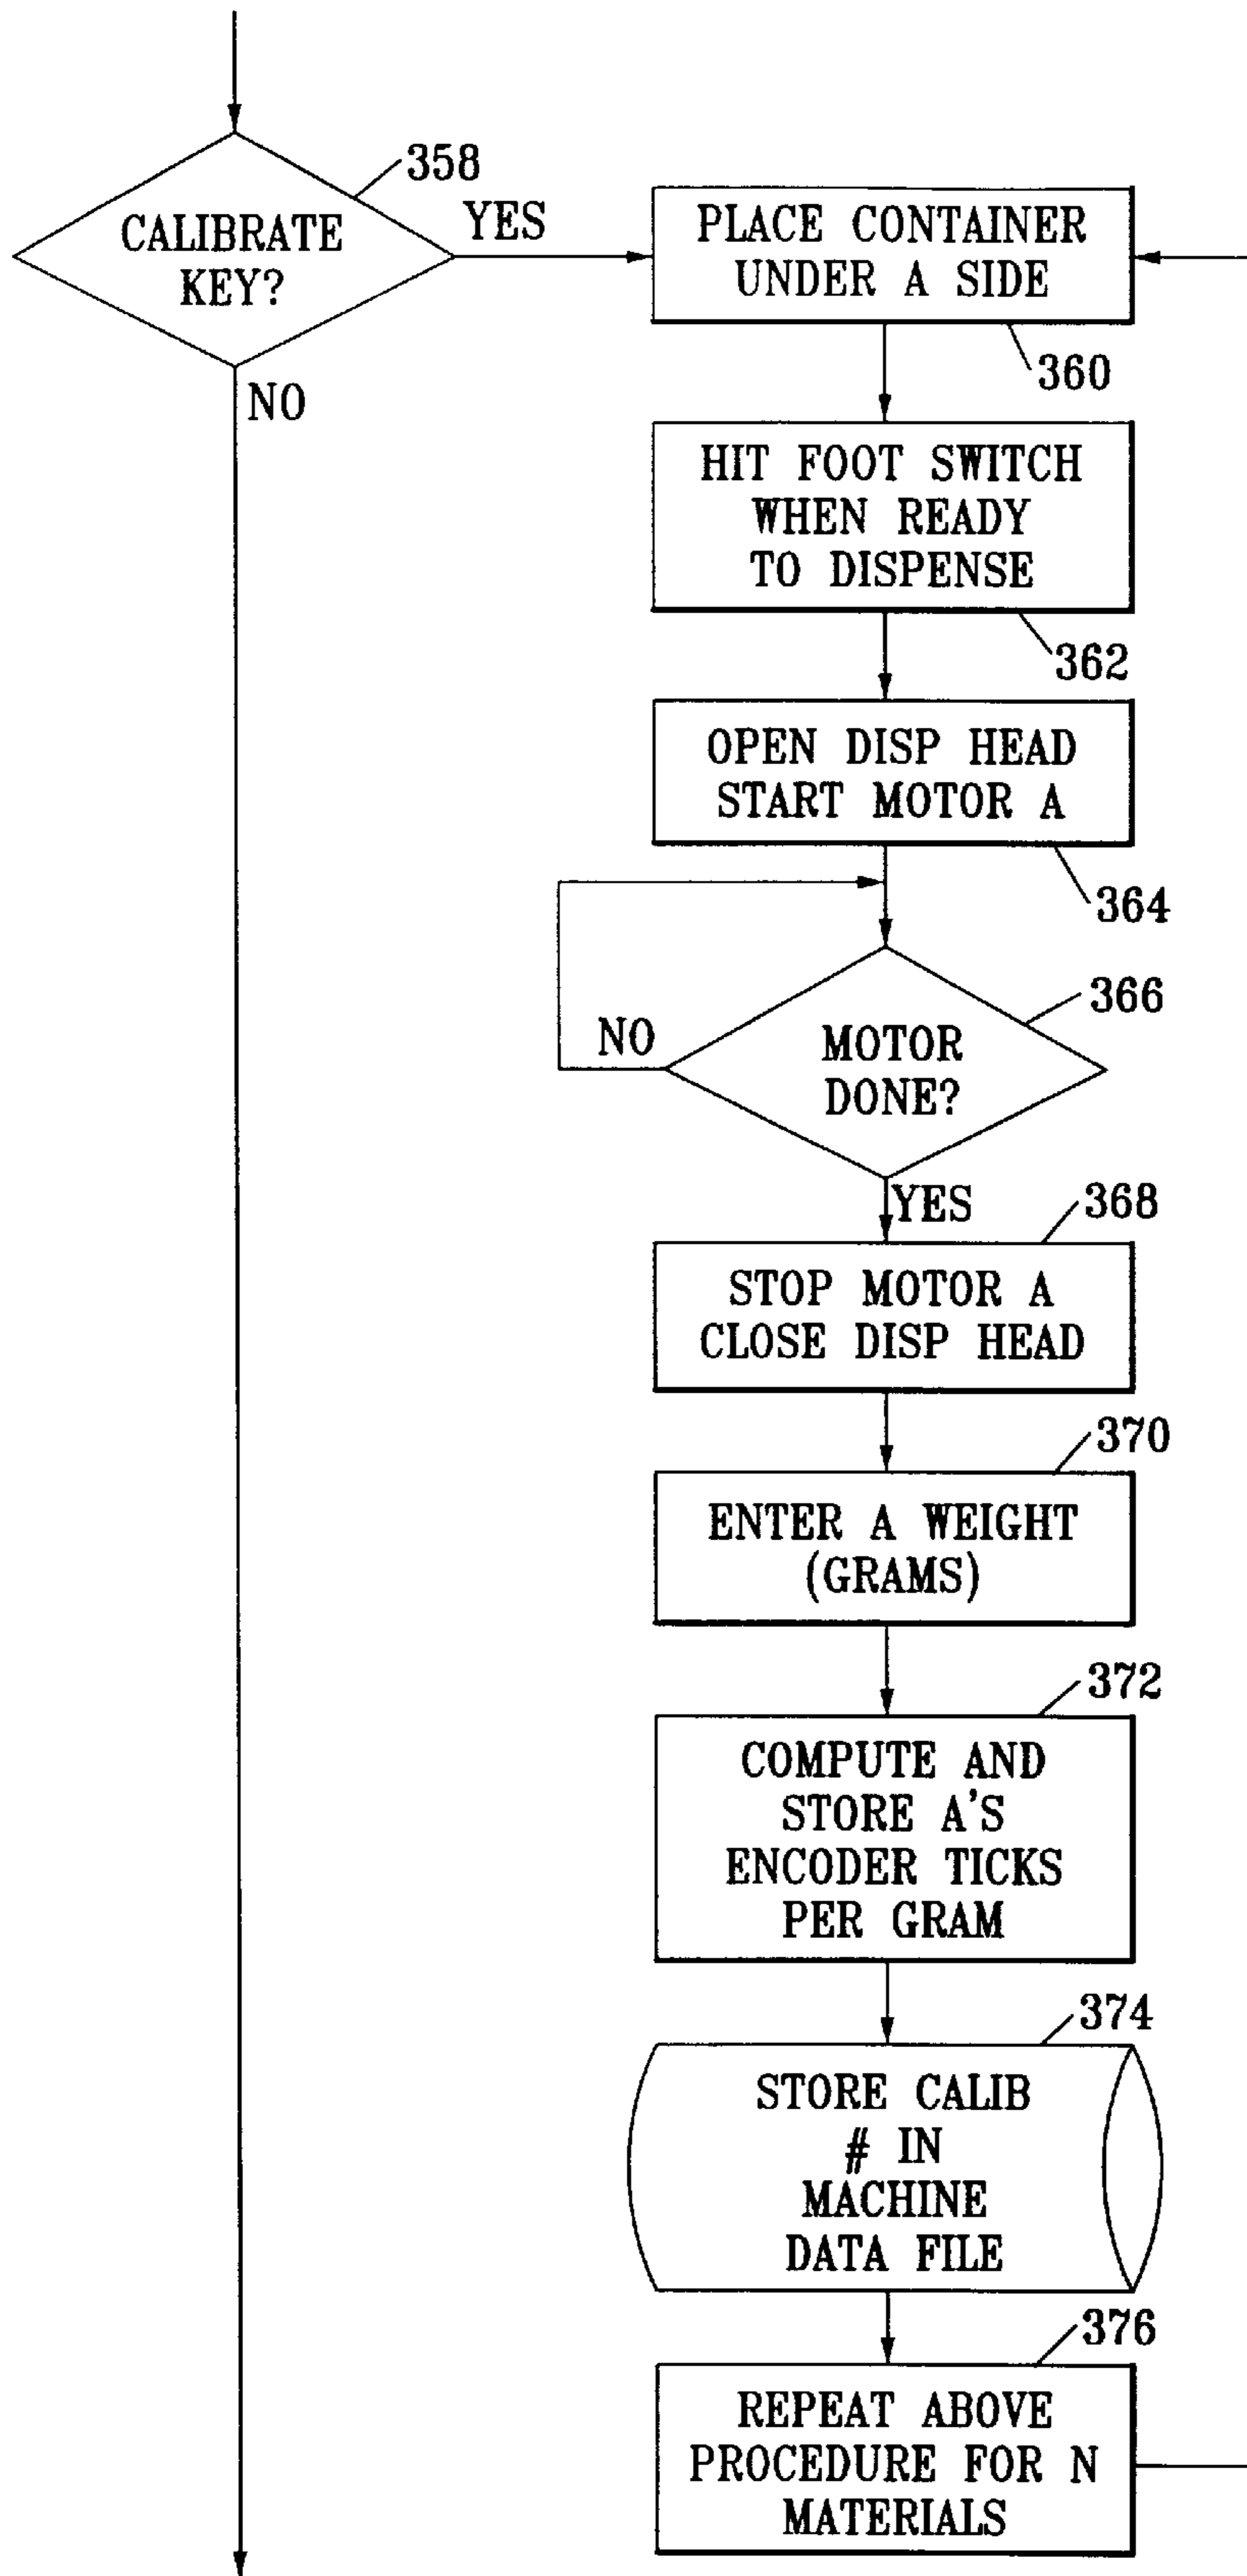 358
CALIBRATE
KEY?
YES
NO
PLACE CONTAINER
UNDER A SIDE
360
HIT FOOT SWITCH
WHEN READY
TO DISPENSE
362
OPEN DISP HEAD
START MOTOR A
364
366
NO
MOTOR
DONE?
YES
368
STOP MOTOR A
CLOSE DISP HEAD
370
ENTER A WEIGHT
(GRAMS)
372
COMPUTE AND
STORE A'S
ENCODER TICKS
PER GRAM
374
STORE CALIB
# IN
MACHINE
DATA FILE
376
REPEAT ABOVE
PROCEDURE FOR N
MATERIALS